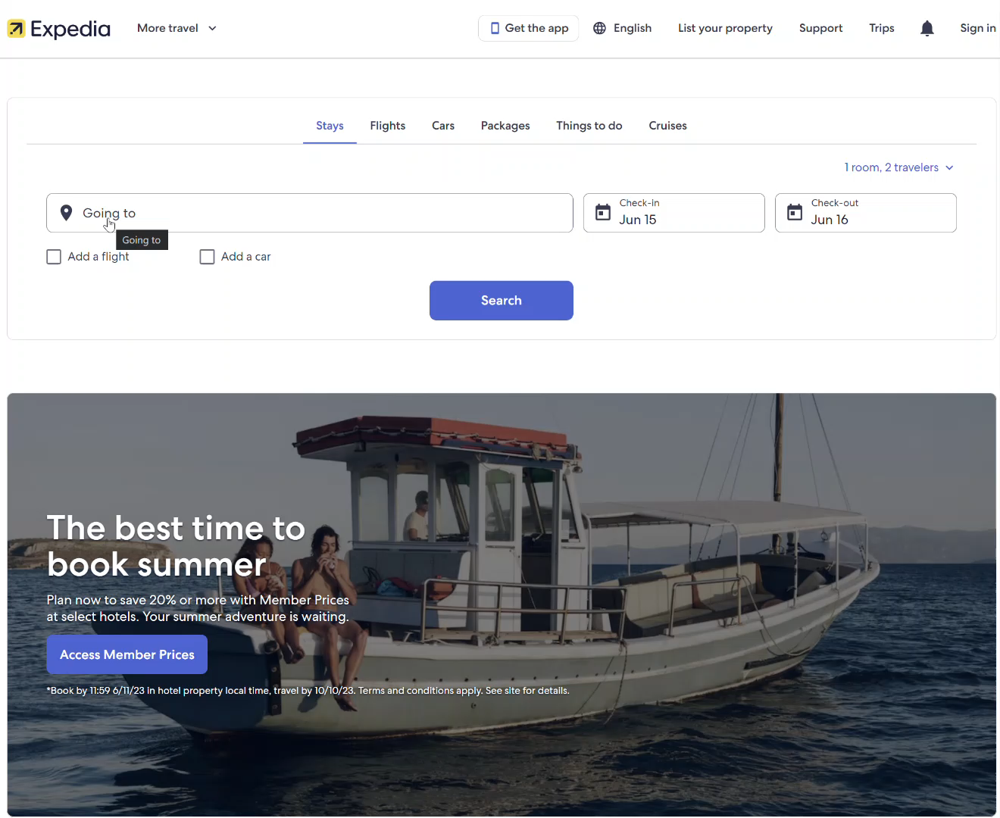 Expedia
More travel
Get the app
English
List your property
Support
Trips
Sign in
Stays
Flights
Cars
Packages
Things to do
Cruises
1 room, 2 travelers
Going to
Check-in
Jun 15
Check-out
Jun 16
Going to
Add a flight
Add a car
Search
The best time to
book summer
Plan now to save 20% or more with Member Prices
at select hotels. Your summer adventure is waiting.
Access Member Prices
*Book by 11:59 6/11/23 in hotel property local time, travel by 10/10/23. Terms and conditions apply. See site for details.